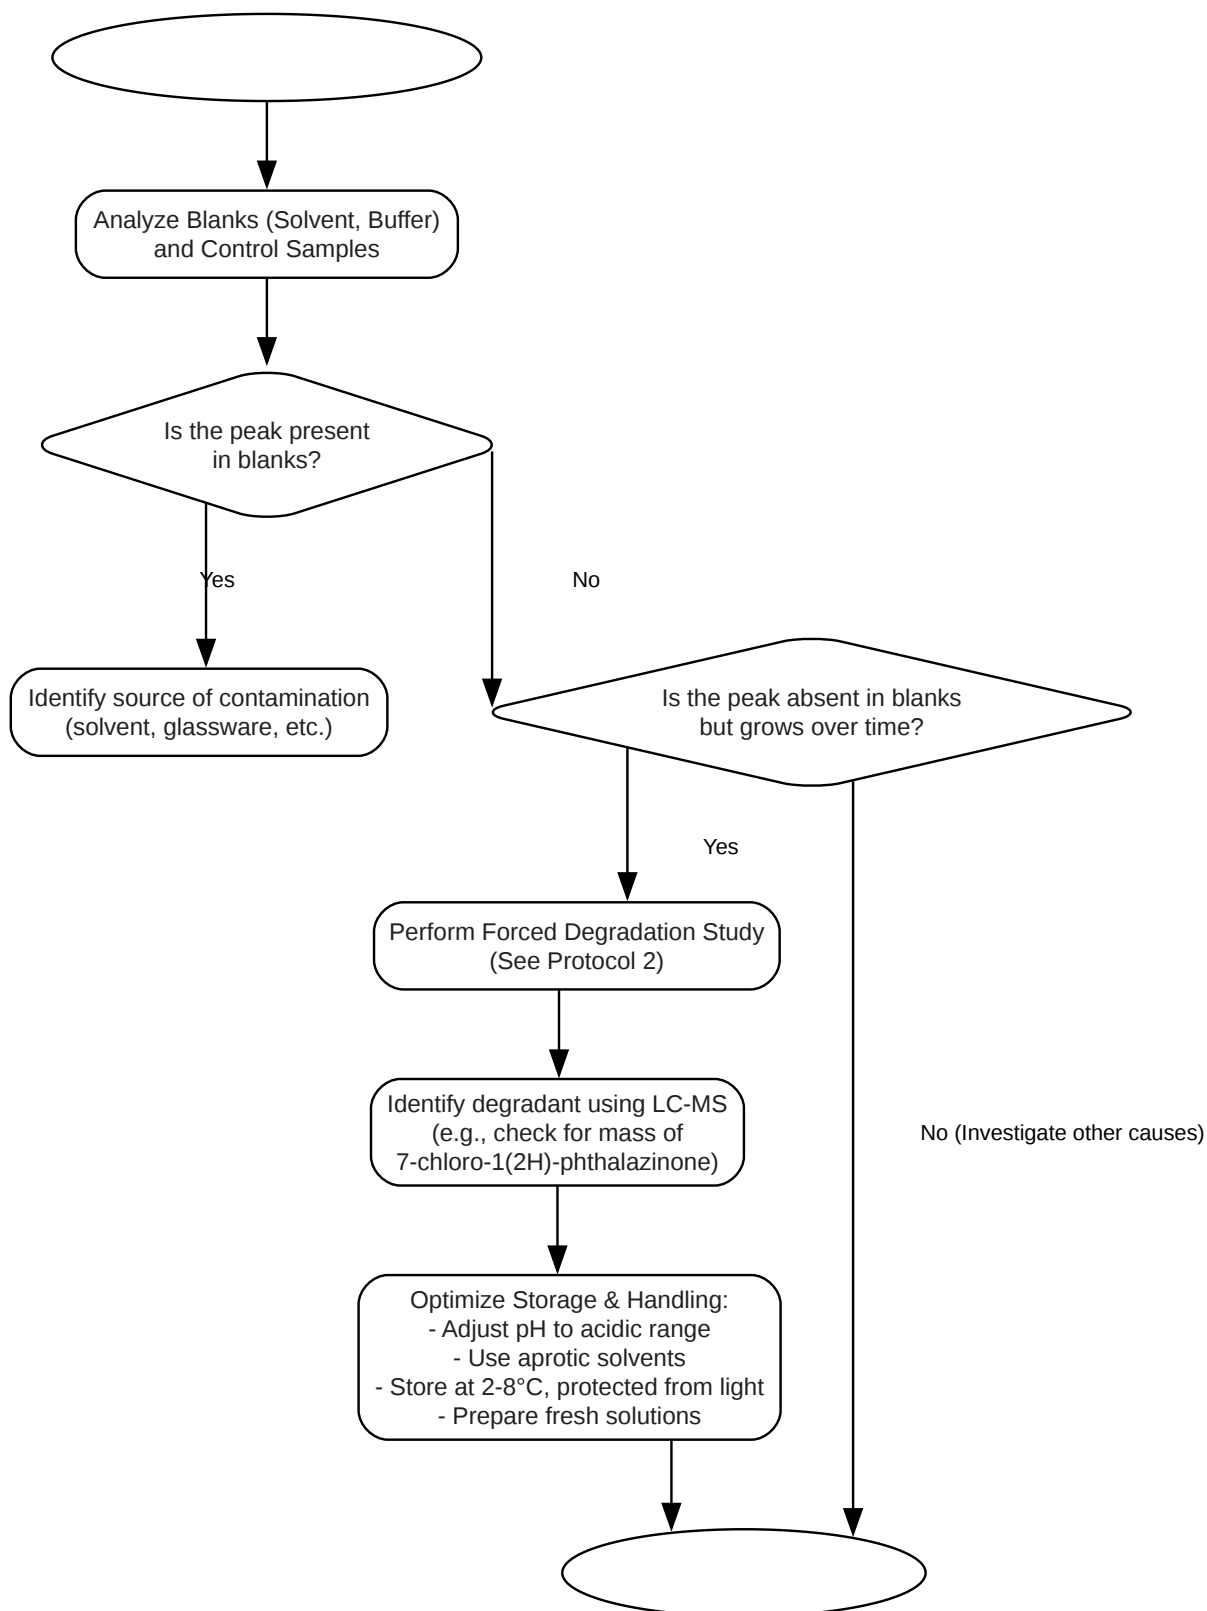 Analyze Blanks (Solvent, Buffer)
and Control Samples
Is the peak present
in blanks?
Yes
No
Identify source of contamination
(solvent, glassware, etc.)
Is the peak absent in blanks
but grows over time?
Yes
Perform Forced Degradation Study
(See Protocol 2)
Identify degradant using LC-MS
(e.g., check for mass of
7-chloro-1(2H)-phthalazinone)
No (Investigate other causes)
Optimize Storage & Handling:
- Adjust pH to acidic range
- Use aprotic solvents
- Store at 2-8°C, protected from light
- Prepare fresh solutions